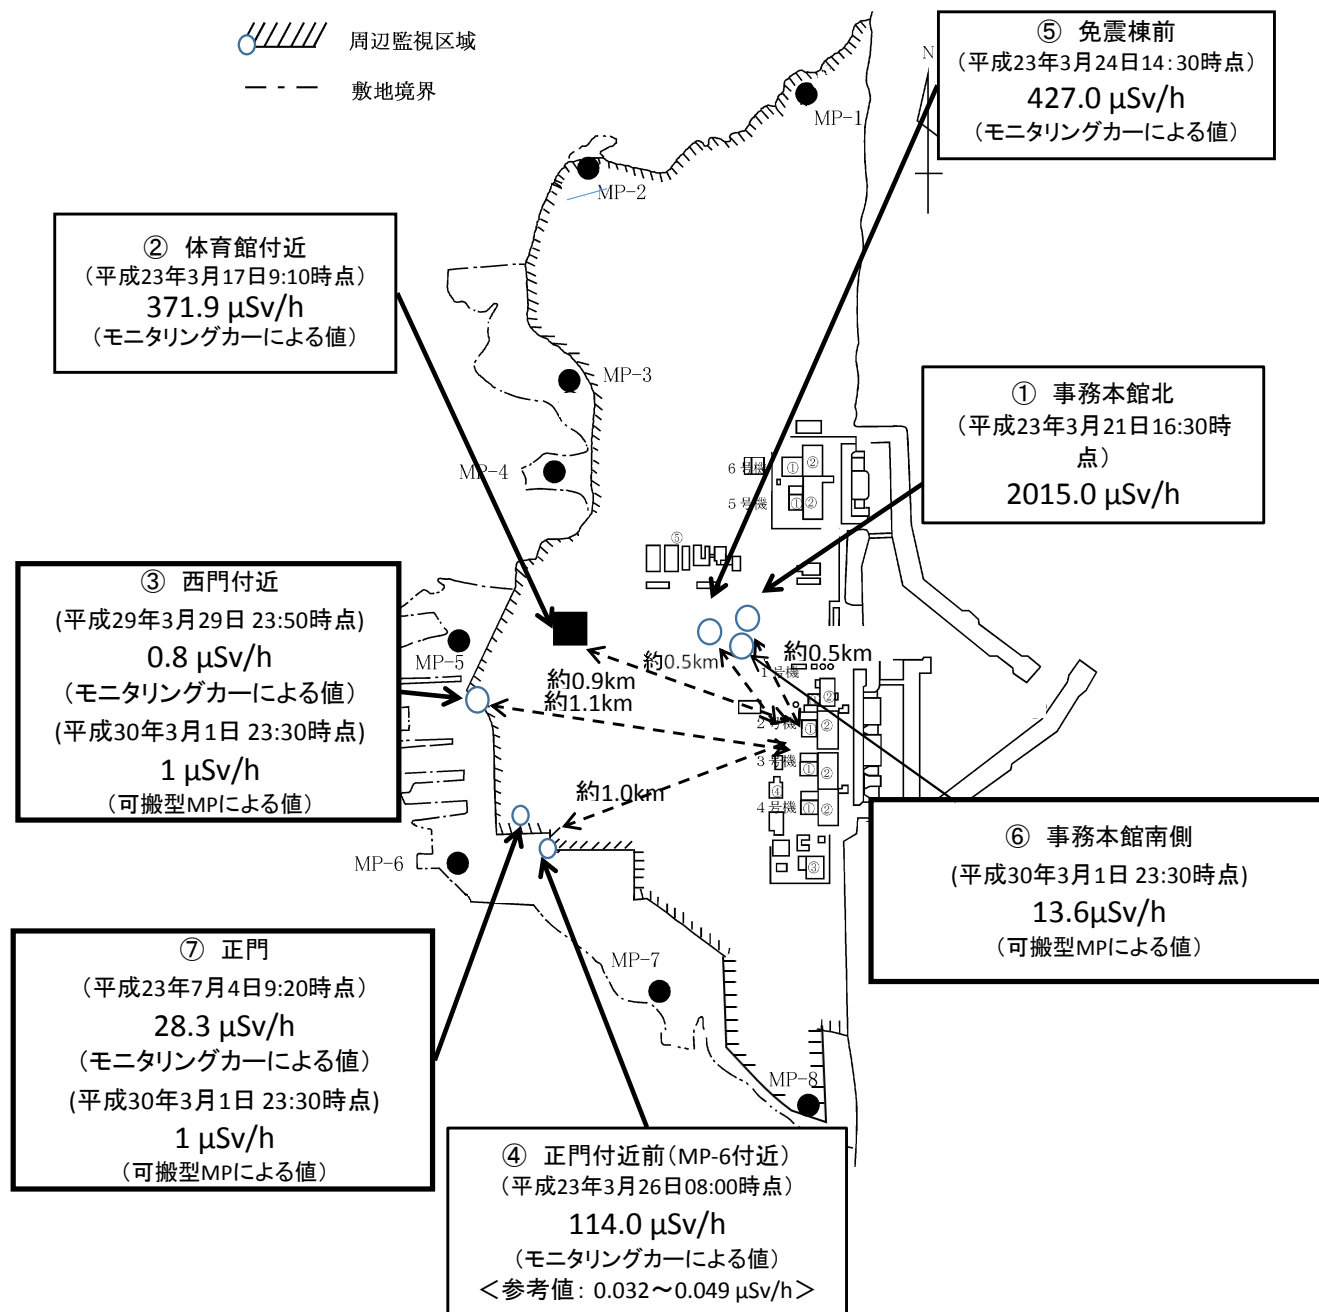 周辺監視区域
敷地境界
⑤ 免震棟前
（平成23年3月24日14：30時点）
427.0 μSv/h
（モニタリングカーによる値）
N
MP-1
MP-2
② 体育館付近
（平成23年3月17日9:10時点）
371.9 μSv/h
（モニタリングカーによる値）
MP-3
① 事務本館北
（平成23年3月21日16:30時
点）
2015.0 μSv/h
MP-4
6号機
① ②
5号機
① ②
⑤
③ 西門付近
(平成29年3月29日 23:50時点)
0.8 μSv/h
（モニタリングカーによる値）
(平成30年3月1日 23:30時点)
1 μSv/h
（可搬型MPによる値）
MP-5
約0.9km
約1.1km
約0.5km
約0.5km
1号機
②
2号機
① ②
3号機
① ②
④
4号機
① ②
③
約1.0km
MP-6
⑥ 事務本館南側
(平成30年3月1日 23:30時点)
13.6μSv/h
（可搬型MPによる値）
⑦ 正門
（平成23年7月4日9:20時点）
28.3 μSv/h
（モニタリングカーによる値）
(平成30年3月1日 23:30時点)
1 μSv/h
（可搬型MPによる値）
MP-7
MP-8
④ 正門付近前（MP-6付近）
（平成23年3月26日08:00時点）
114.0 μSv/h
（モニタリングカーによる値）
＜参考値： 0.032～0.049 μSv/h＞